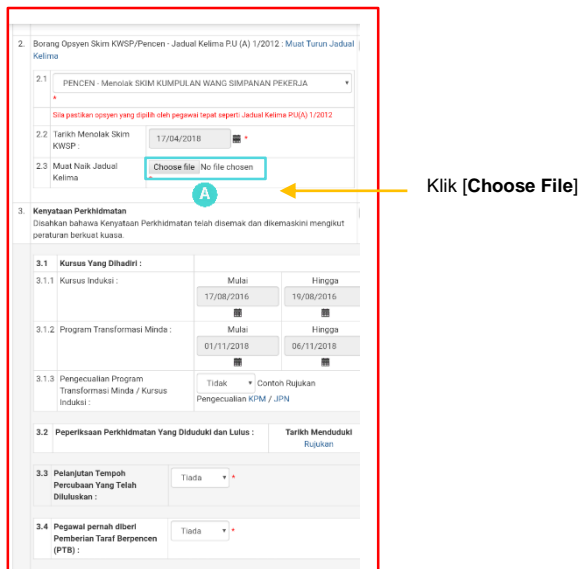 2. Borang Opsyen Skim KWSP/Pencen - Jadual Kelima P.U (A) 1/2012 : Muat Turun Jadual
Kelima
2.1 PENCEN - Menolak SKIM KUMPULAN WANG SIMPANAN PEKERJA
*
Sila pastikan opsyen yang dipilih oleh pegawai tepat seperti Jadual Kelima P.U(A) 1/2012
2.2 Tarikh Menolak Skim
KWSP :
17/04/2018 *
2.3 Muat Naik Jadual
Kelima
Choose file No file chosen
*
A
Klik [Choose File]
3. Kenyataan Perkhidmatan
Disahkan bahawa Kenyataan Perkhidmatan telah disemak dan dikemaskini mengikut
peraturan berkuat kuasa.
3.1 Kursus Yang Dihadiri :
3.1.1 Kursus Induksi : Mulai Hingga
17/08/2016 19/08/2016
3.1.2 Program Transformasi Minda : Mulai Hingga
01/11/2018 06/11/2018
3.1.3 Pengecualian Program
Transformasi Minda / Kursus
Induksi :
Tidak Contoh Rujukan
Pengecualian KPM / JPN
3.2 Peperiksaan Perkhidmatan Yang Diduduki dan Lulus : Tarikh Menduduki
Rujukan
3.3 Pelanjutan Tempoh
Percubaan Yang Telah
Diluluskan :
Tiada *
3.4 Pegawai pernah diberi
Pemberian Taraf Berpencen
(PTB) :
Tiada *